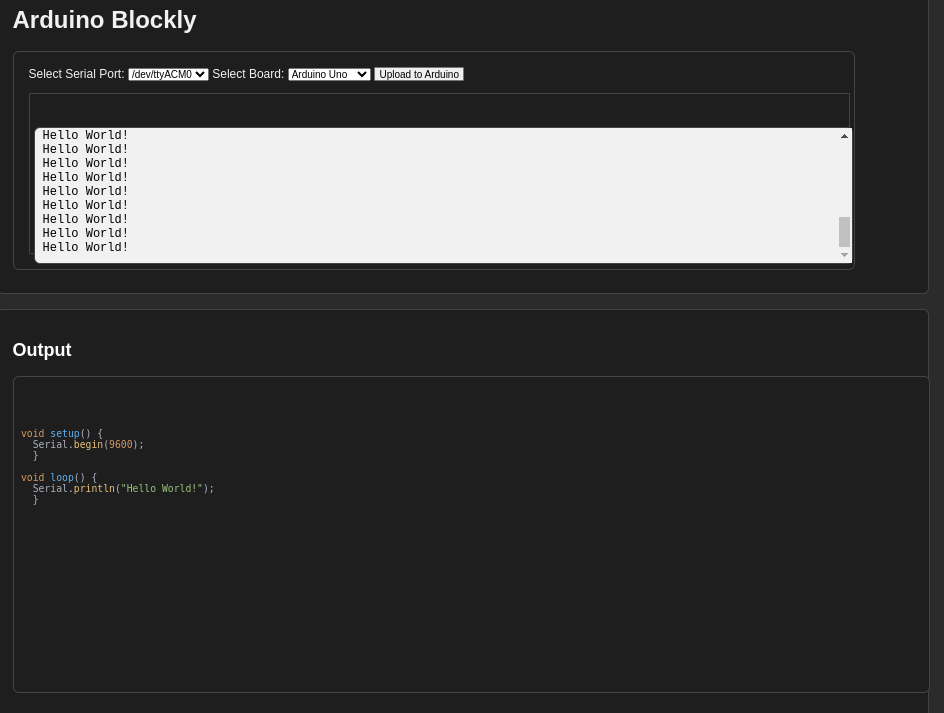 Arduino Blockly
Select Serial Port: /dev/ttyACM0 Select Board: Arduino Uno Upload to Arduino
Hello World!
Hello World!
Hello World!
Hello World!
Hello World!
Hello World!
Hello World!
Hello World!
Hello World!
Output
void setup() {
  Serial.begin(9600);
  }
void loop() {
  Serial.println("Hello World!");
  }